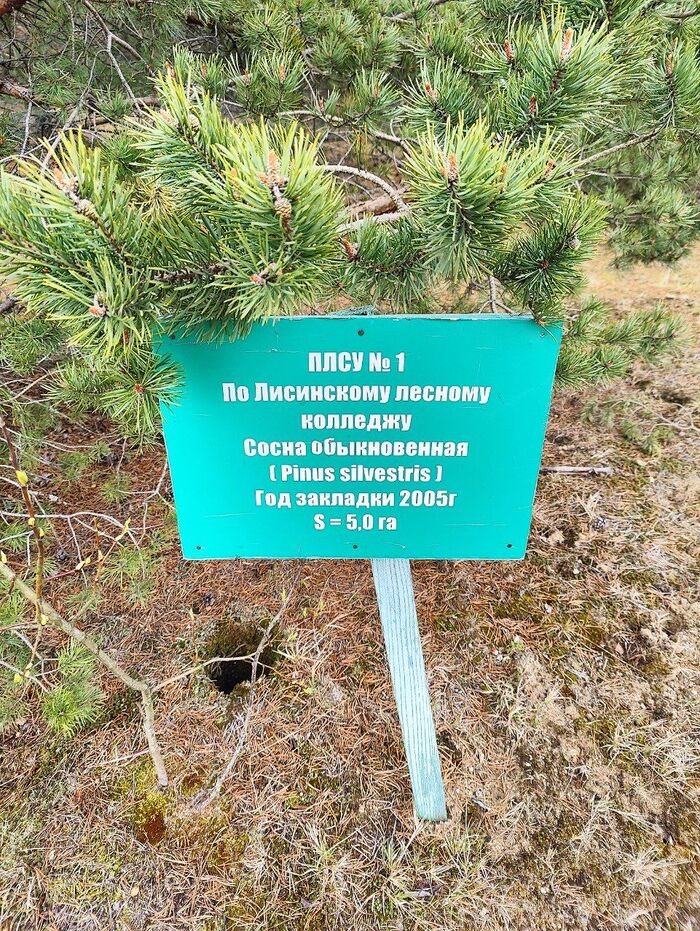 ПЛСУ № 1
По Лисинскому лесному
колледжу
Сосна обыкновенная
( Pinus silvestris )
Год закладки 2005г
S = 5,0 га